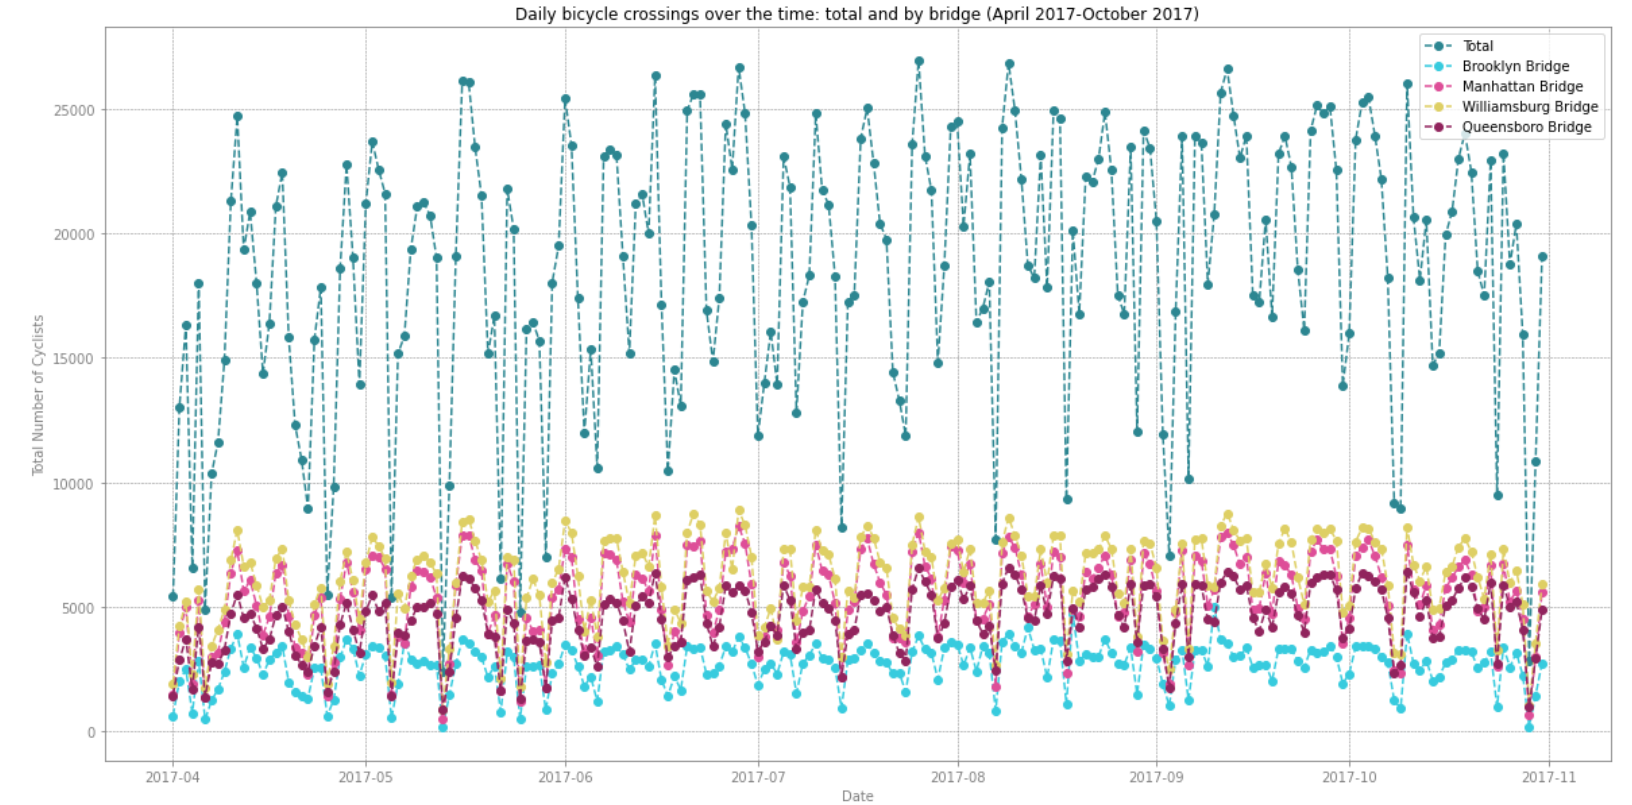 Daily bicycle crossings over the time: total and by bridge (April 2017-October 2017)
Total
Brooklyn Bridge
Manhattan Bridge
Williamsburg Bridge
Queensboro Bridge
Total Number of Cyclists
25000
20000
15000
10000
5000
0
2017-04
2017-05
2017-06
2017-07
2017-08
2017-09
2017-10
2017-11
Date